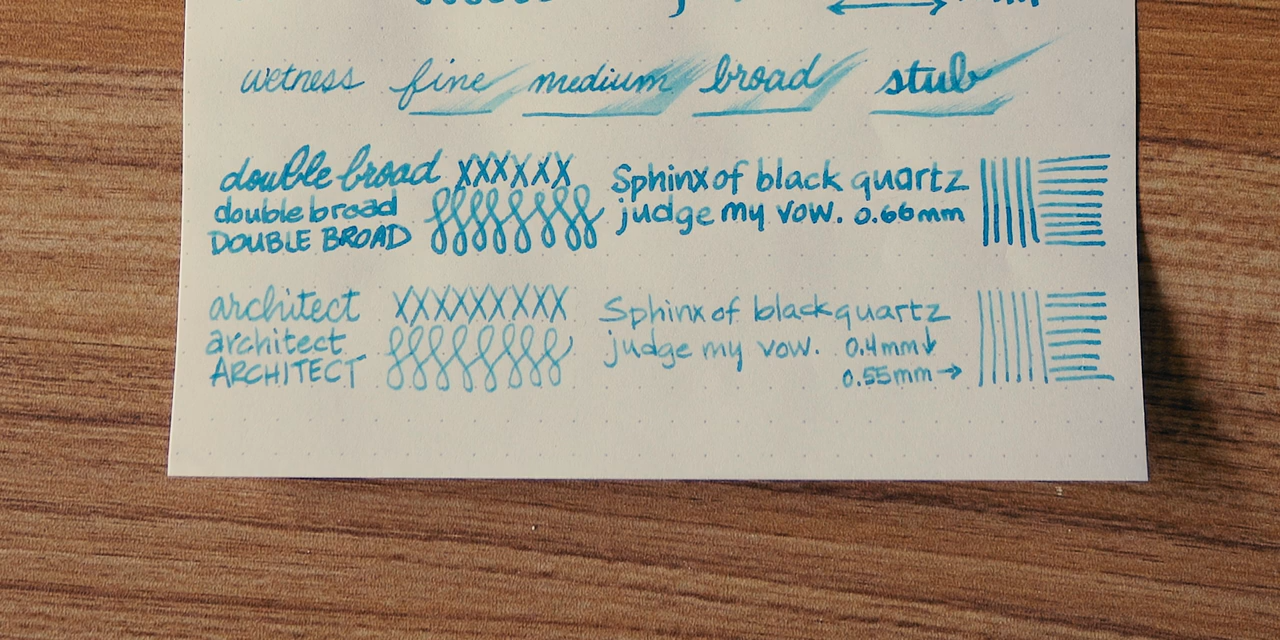 wetness fine medium broad stub
double broad XXXXXX Sphinx of black quartz
double broad judge my vow. 0.66mm
DOUBLE BROAD
architect XXXXXXXXX Sphinx of black quartz
architect judge my vow. 0.4mm↓
ARCHITECT 0.55mm→